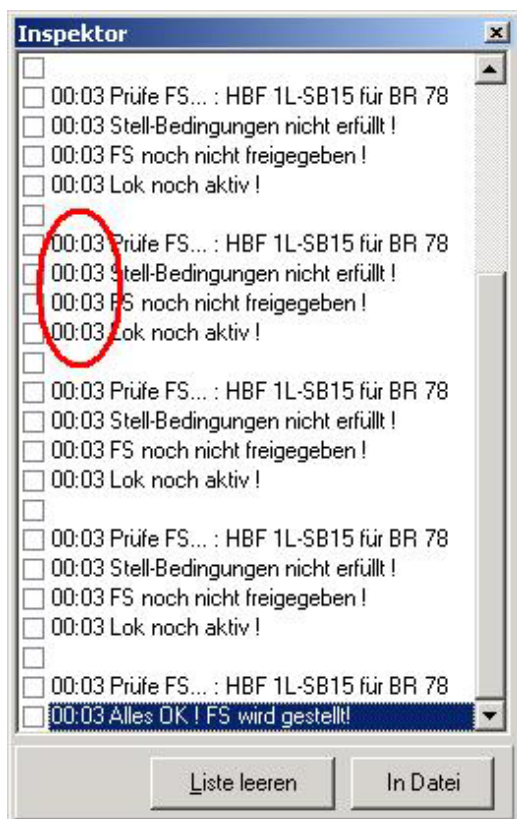 Inspektor
00:03 Prüfe FS... : HBF 1L-SB15 für BR 78
00:03 Stell-Bedingungen nicht erfüllt !
00:03 FS noch nicht freigegeben !
00:03 Lok noch aktiv !
00:03 Prüfe FS... : HBF 1L-SB15 für BR 78
00:03 Stell-Bedingungen nicht erfüllt !
00:03 FS noch nicht freigegeben !
00:03 Lok noch aktiv !
00:03 Prüfe FS... : HBF 1L-SB15 für BR 78
00:03 Stell-Bedingungen nicht erfüllt !
00:03 FS noch nicht freigegeben !
00:03 Lok noch aktiv !
00:03 Prüfe FS... : HBF 1L-SB15 für BR 78
00:03 Stell-Bedingungen nicht erfüllt !
00:03 FS noch nicht freigegeben !
00:03 Lok noch aktiv !
00:03 Prüfe FS... : HBF 1L-SB15 für BR 78
00:03 Alles OK ! FS wird gestellt!
Liste leeren In Datei